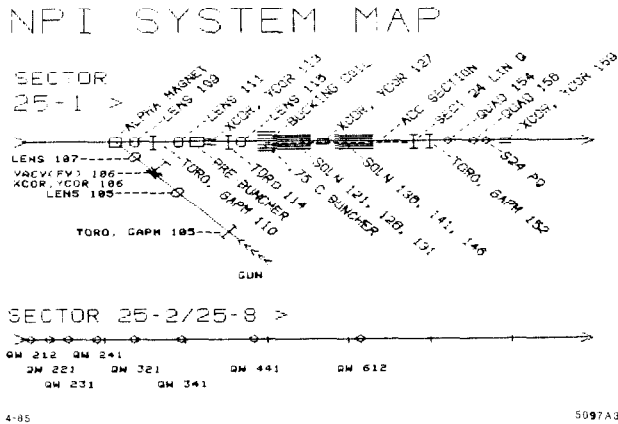 NPI SYSTEM MAP
SECTOR
25-1 >
ALPHA MAGNET
LENS 109
LENS 111
XCOR, YCOR 113
LENS 115
BUCKING COIL
XCOR, YCOR 127
ACC SECTION
SECT 24 LIN Q
QUAD 154
QUAD 156
XCOR, YCOR 159
LENS 107
VACV(FV) 106
XCOR,YCOR 106
LENS 105
TORO, GAPM 105
GUN
TORO, GAPM 110
PRE BUNCHER
TORO 114
.75 C BUNCHER
SOLN 121, 126, 131
SOLN 136, 141, 146
TORO, GAPM 152
S24 PQ
SECTOR 25-2/25-8 >
QW 212 QW 241
QW 221 QW 321 QW 441 QW 612
QW 231 QW 341
4-85
5097A3